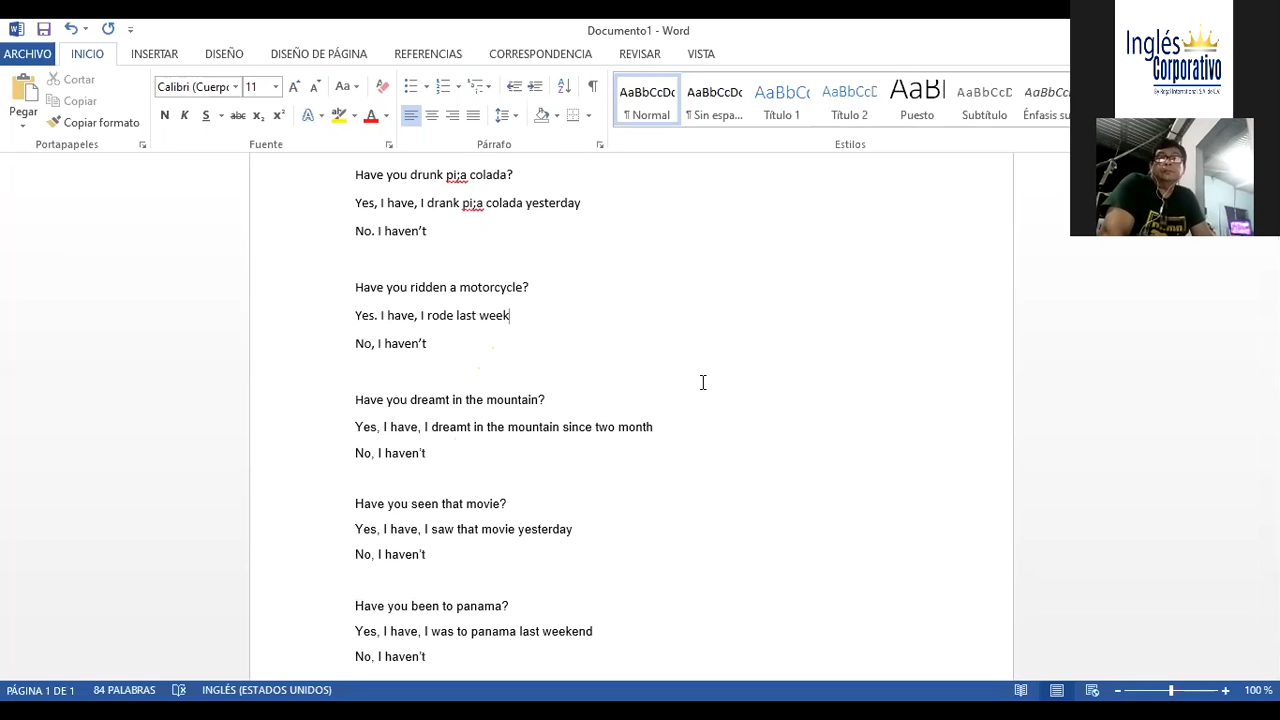 Documento1 - Word
ARCHIVO INICIO INSERTAR DISEÑO DISEÑO DE PÁGINA REFERENCIAS CORRESPONDENCIA REVISAR VISTA
Pegar
Cortar
Copiar
Copiar formato
Portapapeles
Calibri (Cuerpo 11
Fuente
Párrafo
AaBbCcDc AaBbCcDc AaBbCc AaBbCcD AaBl AaBbCcD AaBbCcD
¶ Normal ¶ Sin espa... Título 1 Título 2 Puesto Subtítulo Énfasis su
Estilos
Inglés
Corporativo
Have you drunk pi;a colada?
Yes, I have, I drank pi;a colada yesterday
No. I haven't
Have you ridden a motorcycle?
Yes. I have, I rode last week
No, I haven't
Have you dreamt in the mountain?
Yes, I have, I dreamt in the mountain since two month
No, I haven't
Have you seen that movie?
Yes, I have, I saw that movie yesterday
No, I haven't
Have you been to panama?
Yes, I have, I was to panama last weekend
No, I haven't
PÁGINA 1 DE 1 84 PALABRAS INGLÉS (ESTADOS UNIDOS) 100 %